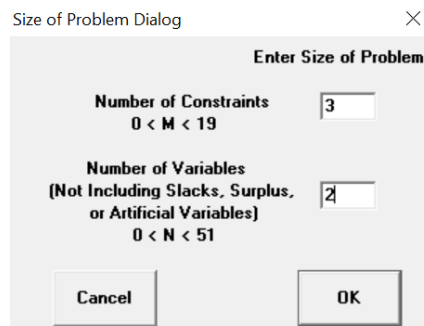 Size of Problem Dialog
Enter Size of Problem
Number of Constraints
0 < M < 19
3
Number of Variables
(Not Including Slacks, Surplus,
or Artificial Variables)
0 < N < 51
2
Cancel
OK